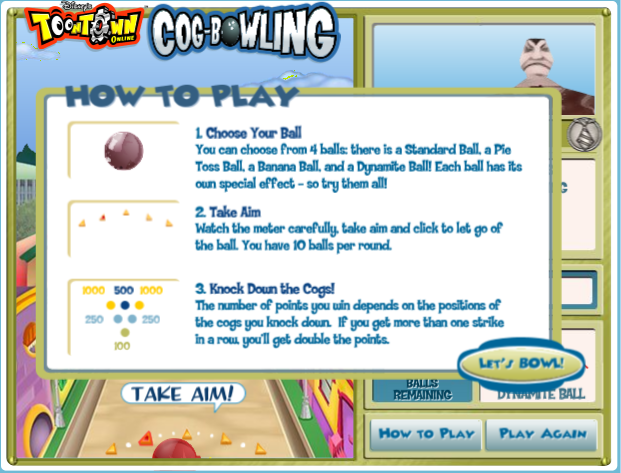 Disney's
TOONTOWN
ONLINE
COG-BOWLING
HOW TO PLAY
1. Choose Your Ball
You can choose from 4 balls: there is a Standard Ball, a Pie
Toss Ball, a Banana Ball, and a Dynamite Ball! Each ball has its
own special effect - so try them all!
2. Take Aim
Watch the meter carefully, take aim and click to let go of
the ball. You have 10 balls per round.
1000 500 1000
250 250
100
3. Knock Down the Cogs!
The number of points you win depends on the positions of
the cogs you knock down. If you get more than one strike
in a row, you'll get double the points.
LET'S BOWL!
TAKE AIM!
BALLS
REMAINING
DYNAMITE BALL
HOW TO PLAY
PLAY AGAIN